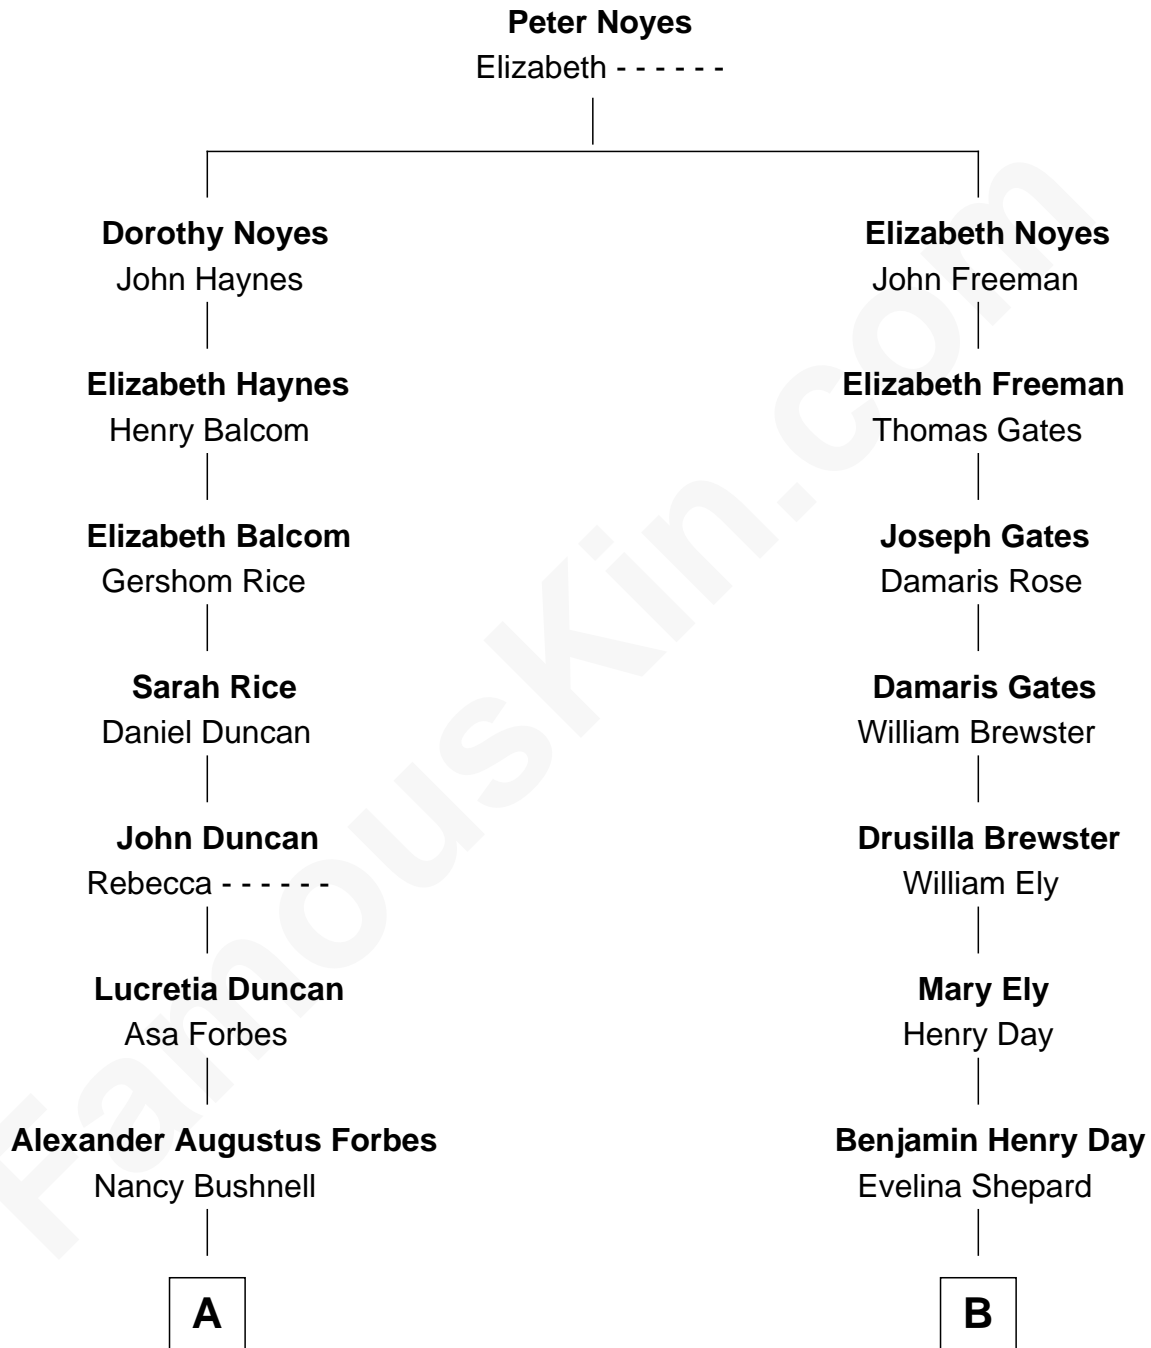 Peter Noyes
Elizabeth - - - - - -
Dorothy Noyes
John Haynes
Elizabeth Noyes
John Freeman
Elizabeth Haynes
Henry Balcom
Elizabeth Freeman
Thomas Gates
Elizabeth Balcom
Gershom Rice
Joseph Gates
Damaris Rose
Sarah Rice
Daniel Duncan
Damaris Gates
William Brewster
John Duncan
Rebecca - - - - - -
Drusilla Brewster
William Ely
Lucretia Duncan
Asa Forbes
Mary Ely
Henry Day
Alexander Augustus Forbes
Nancy Bushnell
Benjamin Henry Day
Evelina Shepard
A
B
FamousKin.com